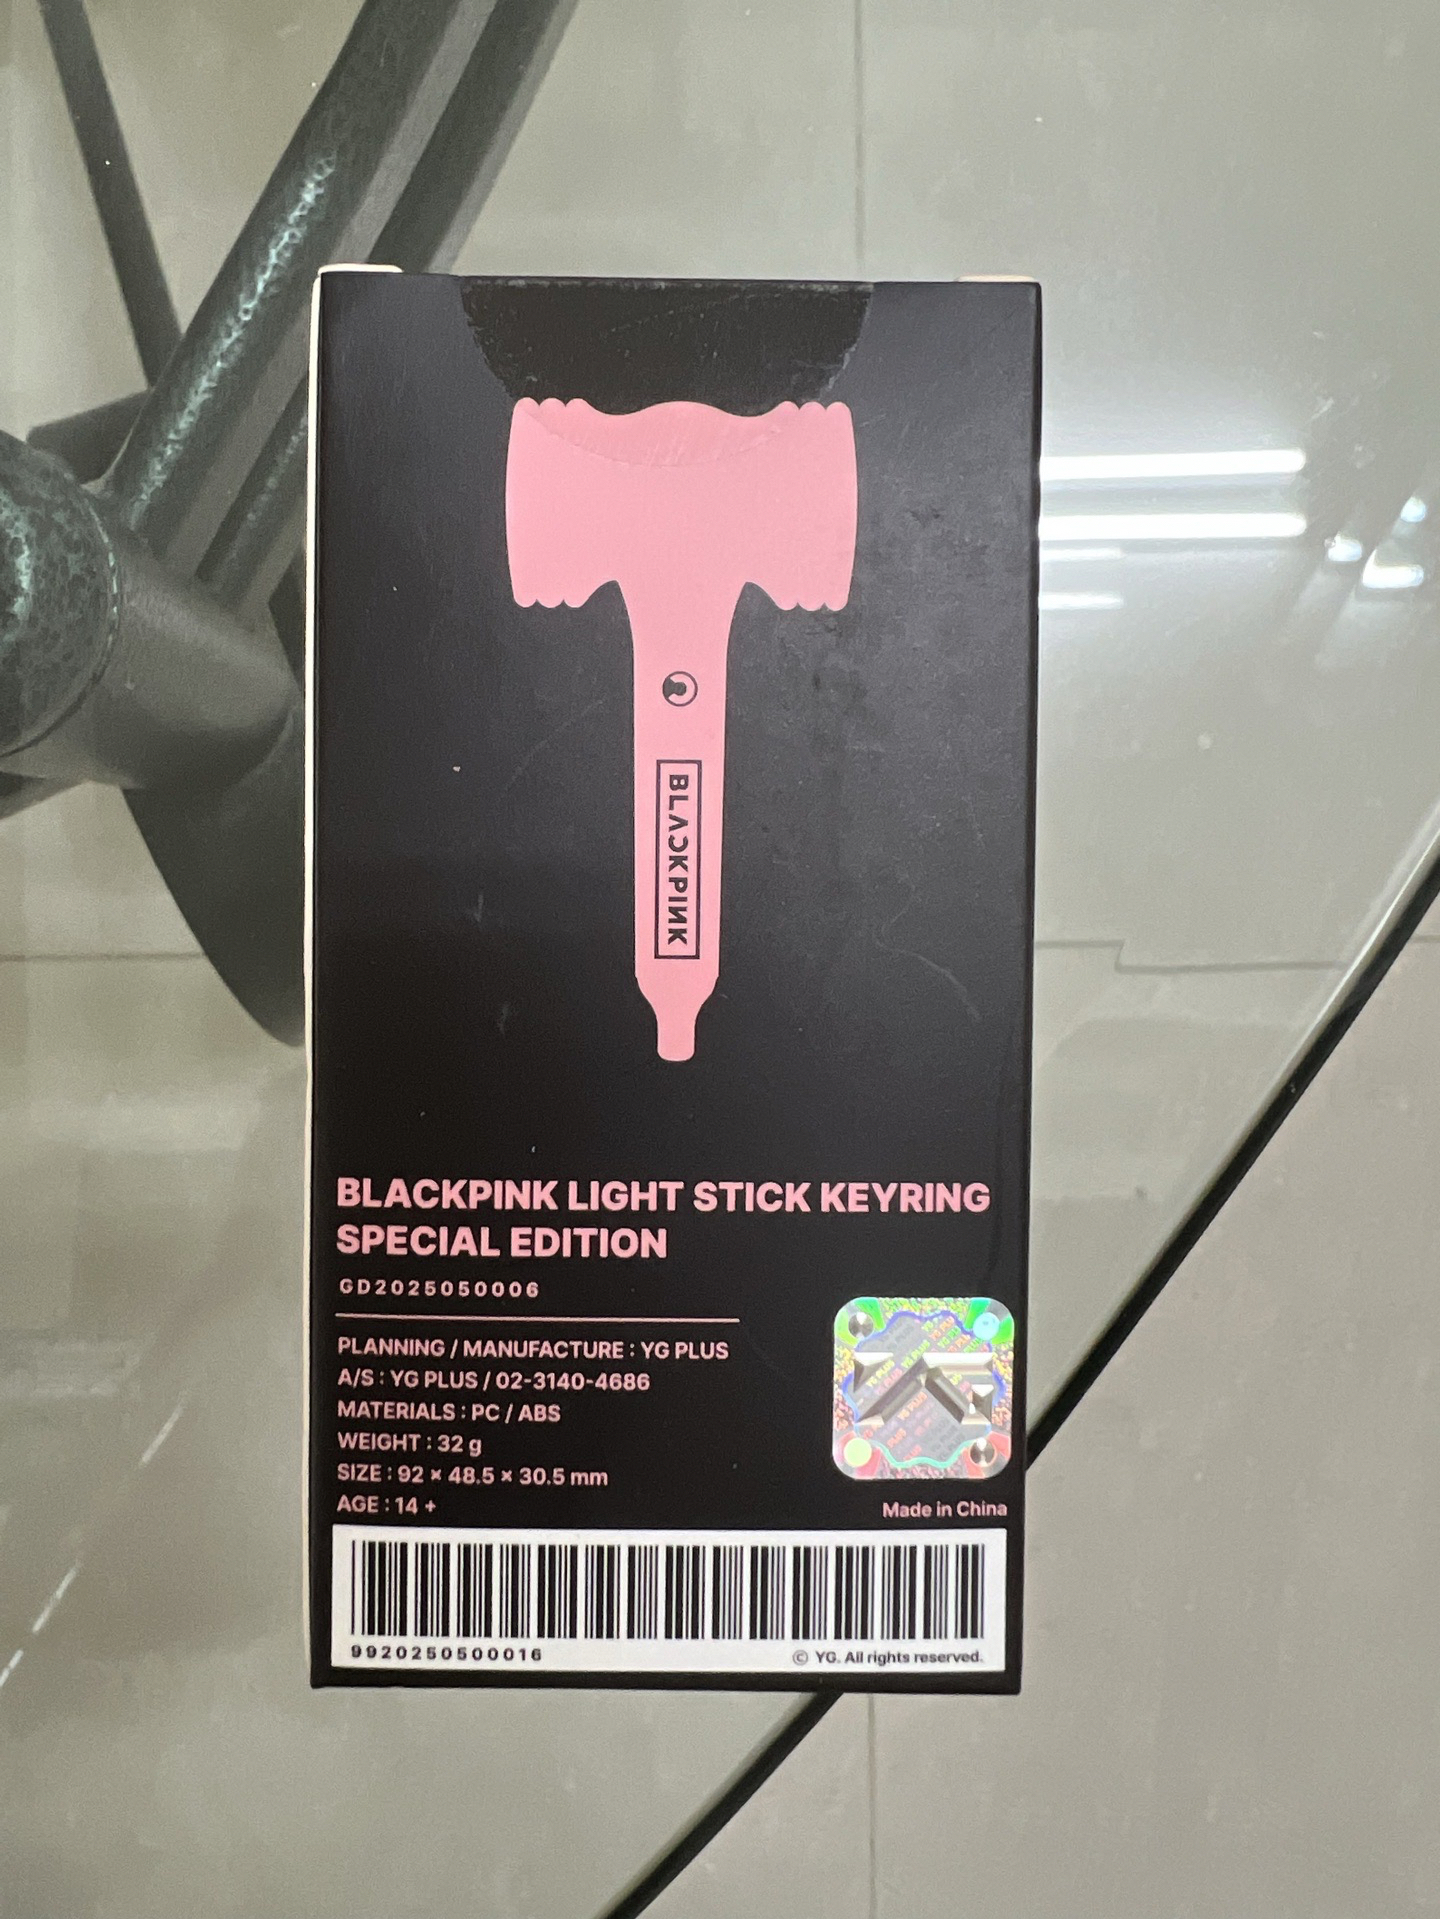 BLACKPINK
BLACKPINK LIGHT STICK KEYRING
SPECIAL EDITION
GD2025050006
PLANNING / MANUFACTURE : YG PLUS
A/S : YG PLUS / 02-3140-4686
MATERIALS : PC / ABS
WEIGHT : 32 g
SIZE : 92 × 48.5 × 30.5 mm
AGE : 14 +
YG
Made in China
9920250500016
© YG. All rights reserved.